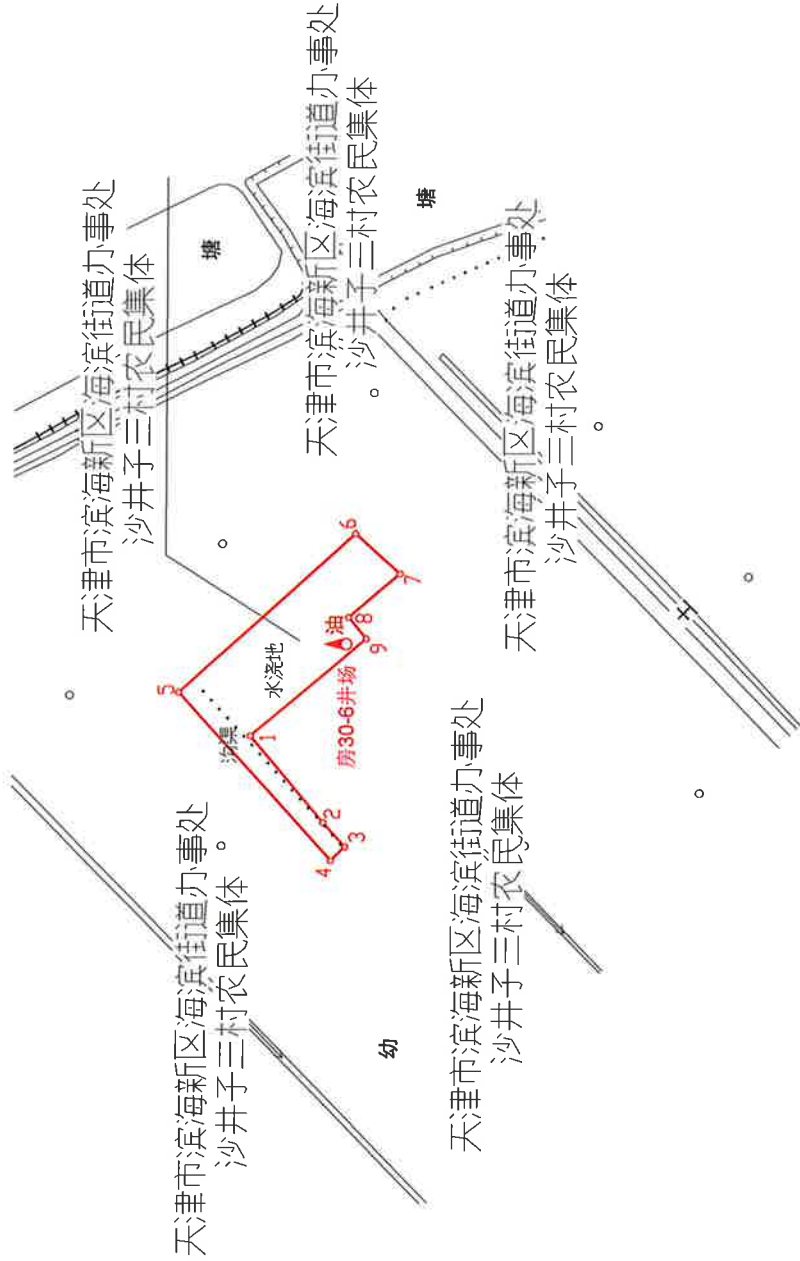 天津市滨海新区海滨街道办事处
沙井子三村农民集体
天津市滨海新区海滨街道办事处
沙井子三村农民集体
天津市滨海新区海滨街道办事处
沙井子三村农民集体
天津市滨海新区海滨街道办事处
沙井子三村农民集体
天津市滨海新区海滨街道办事处
沙井子三村农民集体
塘
塘
幼
沟渠
水浇地
油
房30-6井场
1
2
3
4
5
6
7
8
9